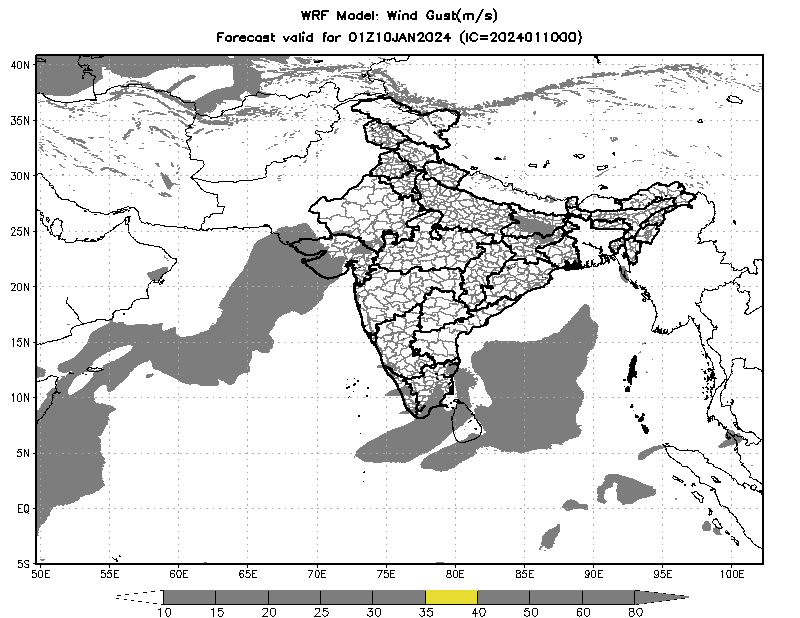 WRF Model: Wind Gust(m/s)
Forecast valid for 01Z10JAN2024 (IC=2024011000)
40N
35N
30N
25N
20N
15N
10N
5N
EQ
5S
50E 55E 60E 65E 70E 75E 80E 85E 90E 95E 100E
10 15 20 25 30 35 40 50 60 80